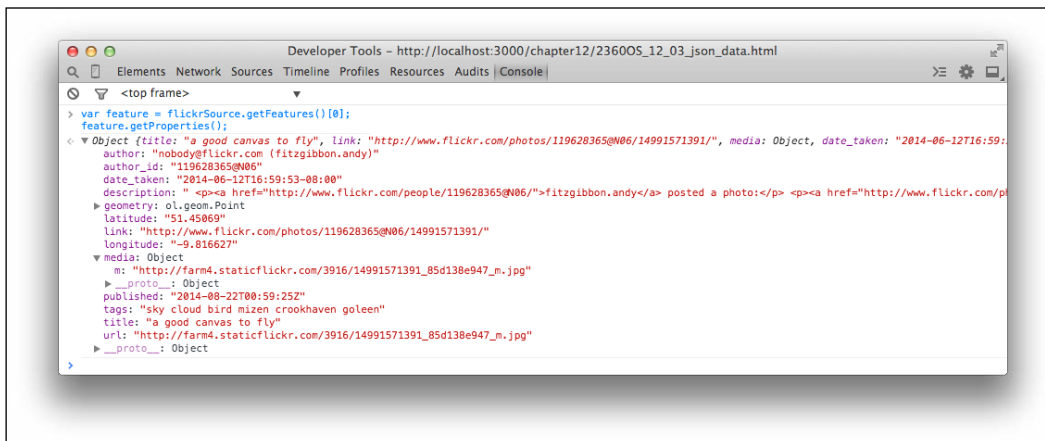 Developer Tools - http://localhost:3000/chapter12/2360OS_12_03_json_data.html
Elements Network Sources Timeline Profiles Resources Audits Console
<top frame>
> var feature = flickrSource.getFeatures()[0];
feature.getProperties();
Object {title: "a good canvas to fly", link: "http://www.flickr.com/photos/119628365@N06/14991571391/", media: Object, date_taken: "2014-06-12T16:59:
author: "nobody@flickr.com (fitzgibbon.andy)"
author_id: "119628365@N06"
date_taken: "2014-06-12T16:59:53-08:00"
description: " <p><a href="http://www.flickr.com/people/119628365@N06/">fitzgibbon.andy</a> posted a photo:</p> <p><a href="http://www.flickr.com/ph
geometry: ol.geom.Point
latitude: "51.45069"
link: "http://www.flickr.com/photos/119628365@N06/14991571391/"
longitude: "-9.816627"
media: Object
m: "http://farm4.staticflickr.com/3916/14991571391_85d138e947_m.jpg"
__proto__: Object
published: "2014-08-22T00:59:25Z"
tags: "sky cloud bird mizen crookhaven goleen"
title: "a good canvas to fly"
url: "http://farm4.staticflickr.com/3916/14991571391_85d138e947_m.jpg"
__proto__: Object
>